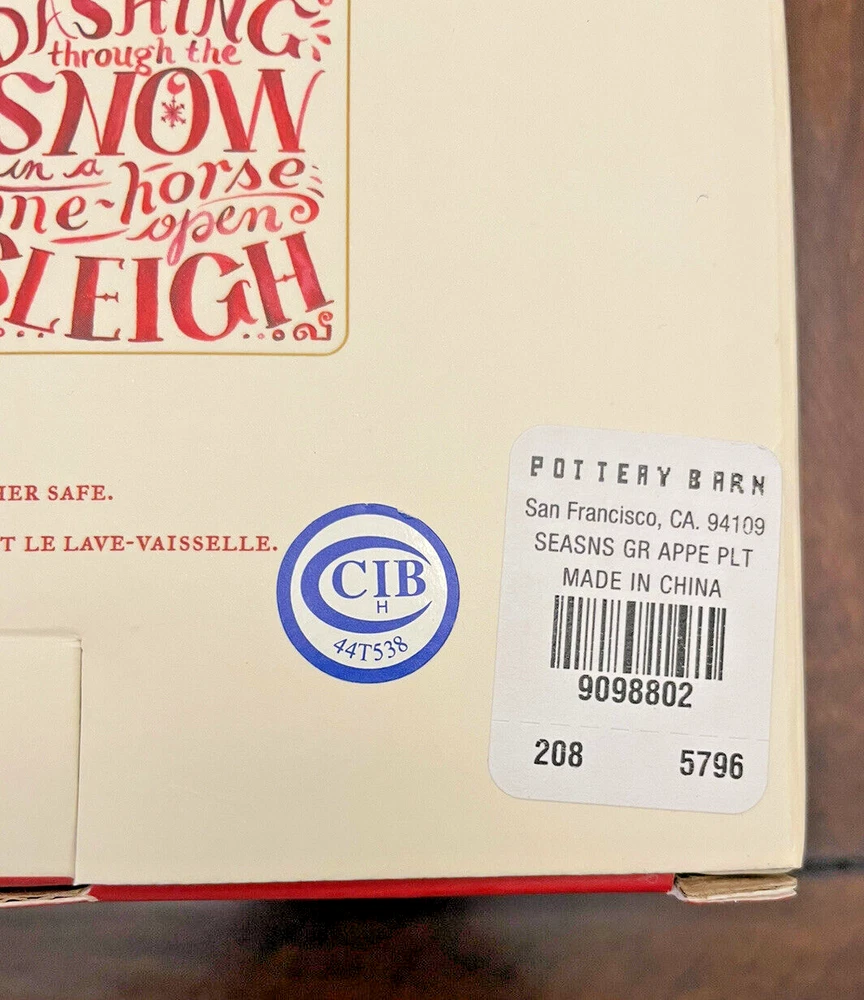 DASHING
through the
SNOW
in a
one-horse
open
SLEIGH
HER SAFE.
T LE LAVE-VAISSELLE.
CIB
H
44T538
POTTERY BARN
San Francisco, CA. 94109
SEASNS GR APPE PLT
MADE IN CHINA
9098802
208 5796